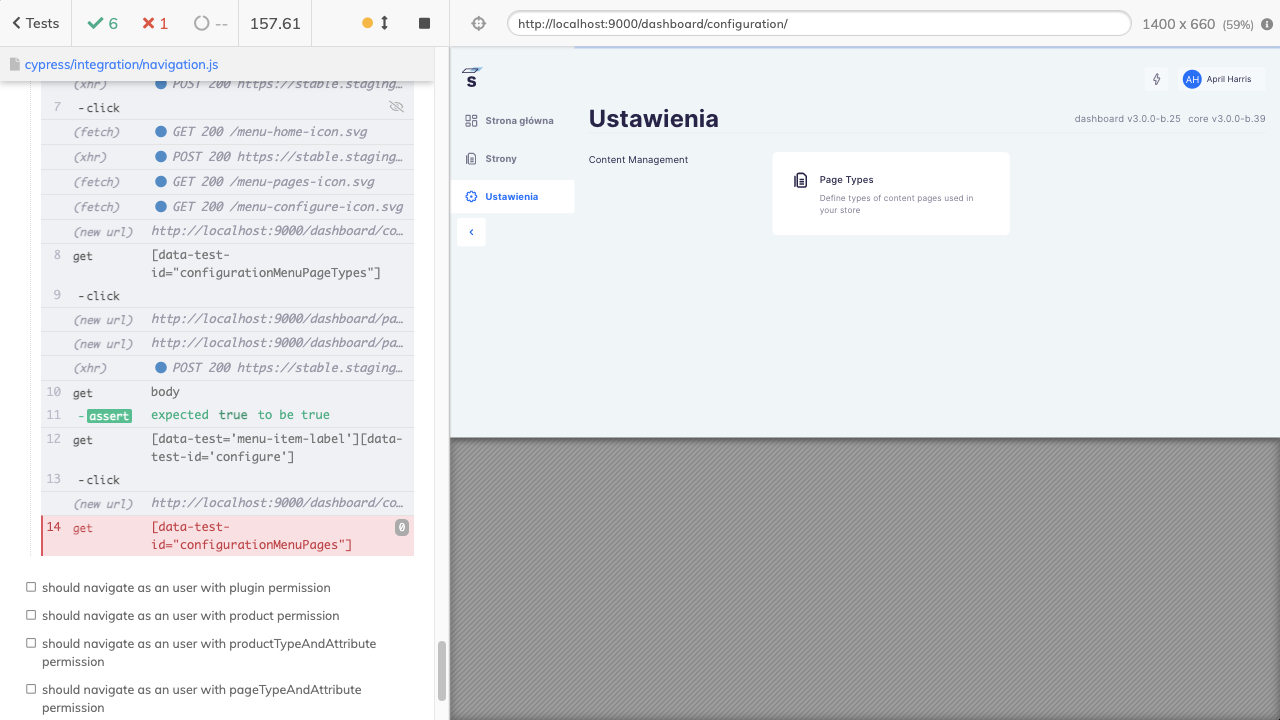 Tests
6
1
--
157.61
http://localhost:9000/dashboard/configuration/
1400 x 660 (59%)
cypress/integration/navigation.js
(xhr) POST 200 https://stable.staging…
7 -click
(fetch) GET 200 /menu-home-icon.svg
(xhr) POST 200 https://stable.staging…
(fetch) GET 200 /menu-pages-icon.svg
(fetch) GET 200 /menu-configure-icon.svg
(new url) http://localhost:9000/dashboard/co…
8 get [data-test-
id="configurationMenuPageTypes"]
9 -click
(new url) http://localhost:9000/dashboard/pa…
(new url) http://localhost:9000/dashboard/pa…
(xhr) POST 200 https://stable.staging…
10 get body
11 -assert expected true to be true
12 get [data-test='menu-item-label'][data-
test-id='configure']
13 -click
(new url) http://localhost:9000/dashboard/co…
14 get [data-test-
id="configurationMenuPages"]
0
should navigate as an user with plugin permission
should navigate as an user with product permission
should navigate as an user with productTypeAndAttribute
permission
should navigate as an user with pageTypeAndAttribute
permission
S
Strona główna
Strony
Ustawienia
AH April Harris
Ustawienia
dashboard v3.0.0-b.25 core v3.0.0-b.39
Content Management
Page Types
Define types of content pages used in
your store